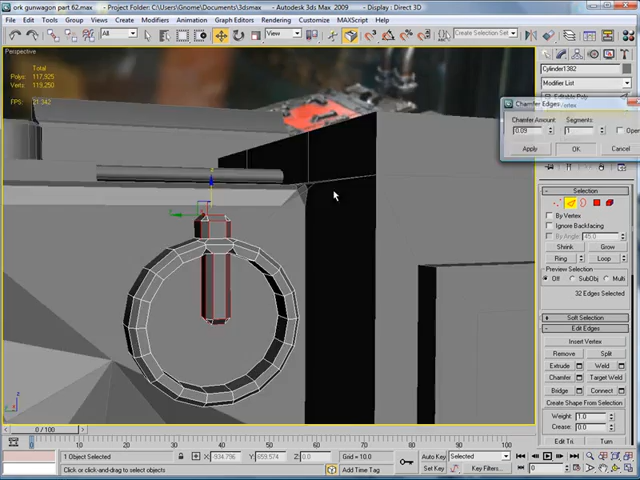 ork gunwagon part 62.max - Project Folder: C:\Users\Gnome\Documents\3dsmax - Autodesk 3ds Max 2009 - Display : Direct 3D
Edit Tools Group Views Create Modifiers Animation Graph Editors Rendering Customize MAXScript Help
All View Create Selection Se
Perspective
Total
Polys: 117,925
Verts: 119,250
FPS: 21.342
Cylinder1382
Modifier List
Editable Poly
Vertex
Chamfer Edges
Chamfer Amount: Segments:
0.09 1 Open
Apply OK Cancel
Selection
By Vertex
Ignore Backfacing
By Angle: 45.0
Shrink Grow
Ring Loop
Preview Selection
Off SubObj Multi
32 Edges Selected
Soft Selection
Edit Edges
Insert Vertex
Remove Split
Extrude Weld
Chamfer Target Weld
Bridge Connect
Create Shape From Selection
Weight: 1.0
Crease: 0.0
Edit Tri Turn
0 / 100
0 10 20 30 40 50 60 70 80 90 100
1 Object Selected X: -934.796 Y: 659.574 Z: 0.0 Grid = 10.0 Auto Key Selected
Click or click-and-drag to select objects Add Time Tag Set Key Key Filters... 0